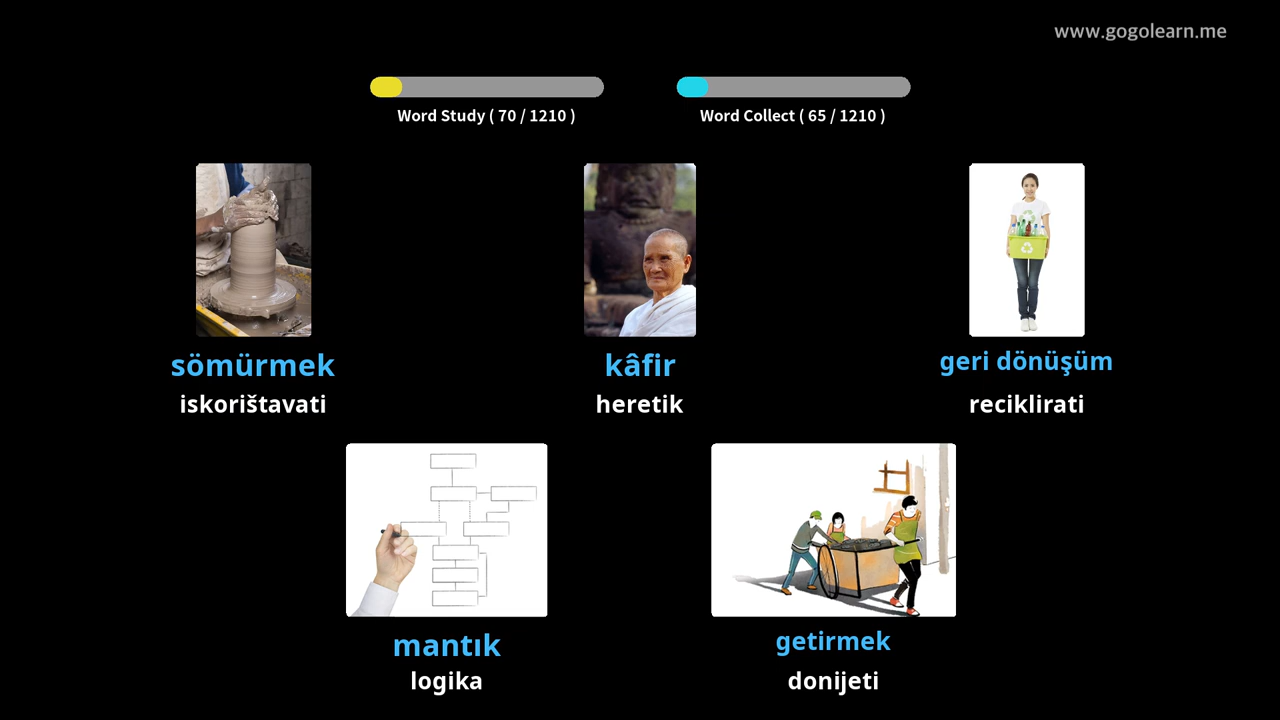 www.gogolearn.me
Word Study ( 70 / 1210 )
Word Collect ( 65 / 1210 )
sömürmek
kâfir
geri dönüşüm
iskorištavati
heretik
reciklirati
mantık
getirmek
logika
donijeti